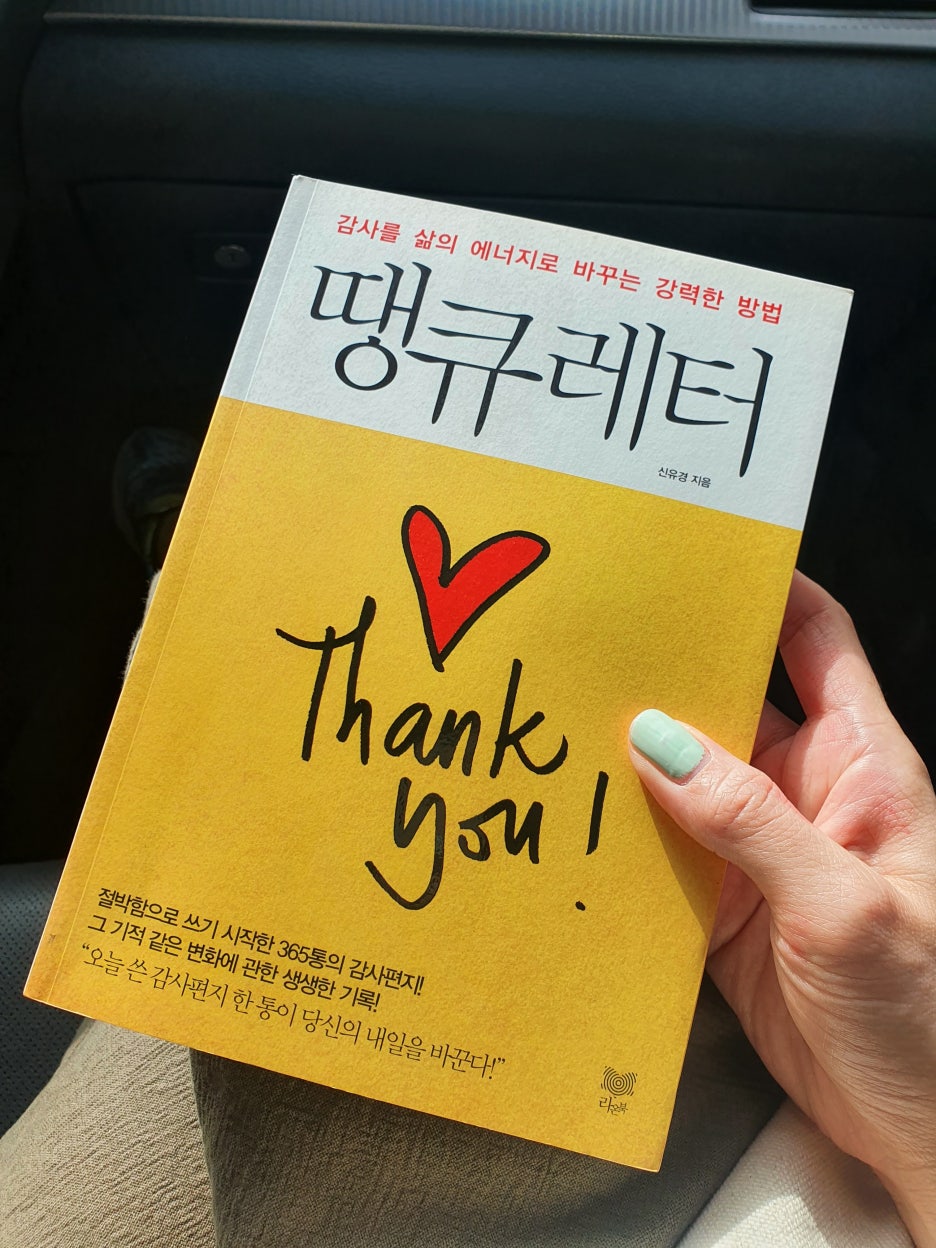 감사를 삶의 에너지로 바꾸는 강력한 방법
땡큐레터
신유경 지음
Thank
you!
절박함으로 쓰기 시작한 365통의 감사편지!
그 기적 같은 변화에 관한 생생한 기록!
“오늘 쓴 감사편지 한 통이 당신의 내일을 바꾼다!”
라온북